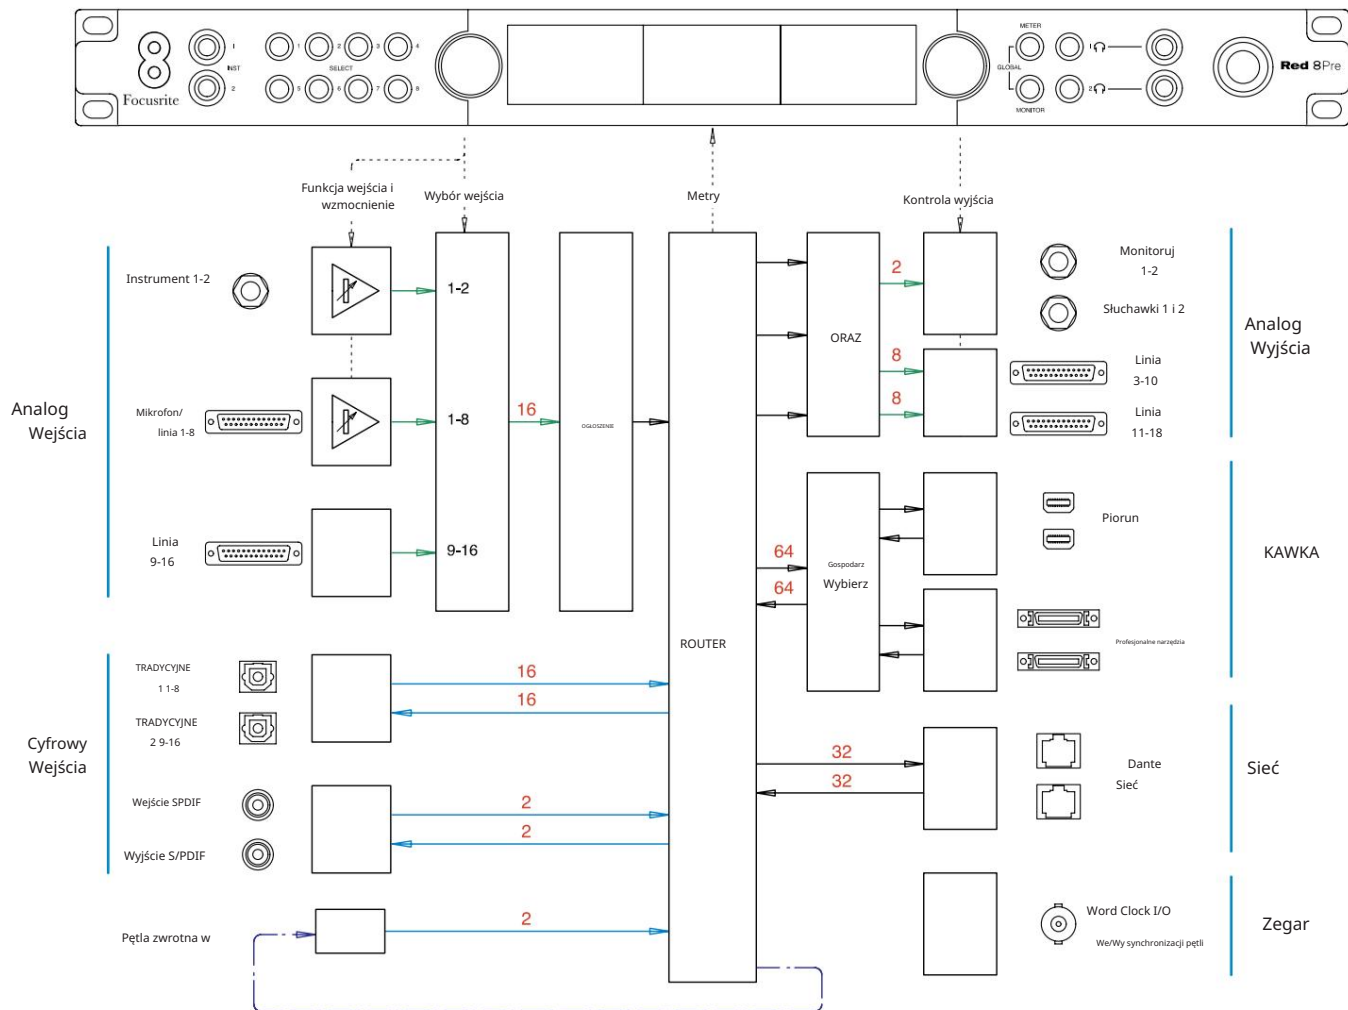 METER
1
INST
2
1
2
3
4
SELECT
5
6
7
8
GLOBAL
1
2
MONITOR
Red 8Pre
Focusrite
Funkcja wejścia i
wzmocnienie
Wybór wejścia
Metry
Kontrola wyjścia
Instrument 1-2
1-2
2
Monitoruj
1-2
Słuchawki 1 i 2
ORAZ
Analog
Wyjścia
8
Linia
3-10
8
Linia
11-18
Analog
Wejścia
Mikrofon/
linia 1-8
1-8
16
OGŁOSZENIE
Linia
9-16
9-16
64
64
Gospodarz
Wybierz
Piorun
KAWKA
Profesjonalne narzędzia
ROUTER
TRADYCYJNE
1 1-8
16
16
TRADYCYJNE
2 9-16
Cyfrowy
Wejścia
32
32
Dante
Sieć
Sieć
Wejście SPDIF
2
2
Wyjście S/PDIF
Pętla zwrotna w
2
Word Clock I/O
We/Wy synchronizacji pętli
Zegar